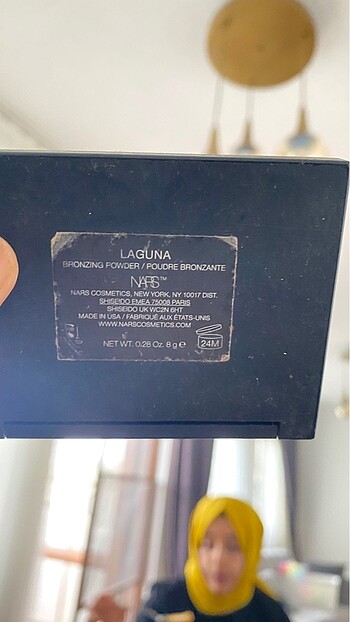 LAGUNA
BRONZING POWDER / POUDRE BRONZANTE
NARS™
NARS COSMETICS, NEW YORK, NY 10017 DIST.
SHISEIDO EMEA 75008 PARIS
SHISEIDO UK WC2N 6HT
MADE IN USA / FABRIQUÉ AUX ÉTATS-UNIS
WWW.NARSCOSMETICS.COM
NET WT. 0.28 Oz. 8 g ℮
24M